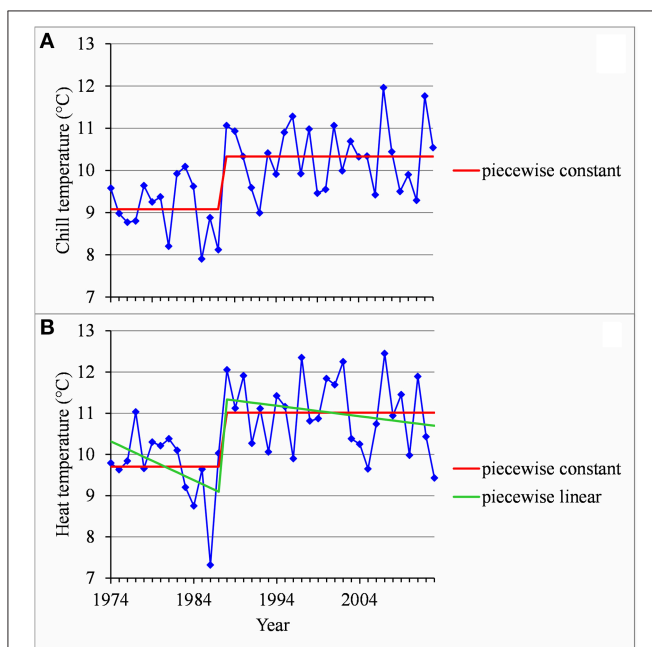 A
Chill temperature (°C)
13
12
11
10
9
8
7
piecewise constant
B
Heat temperature (°C)
13
12
11
10
9
8
7
piecewise constant
piecewise linear
1974 1984 1994 2004
Year